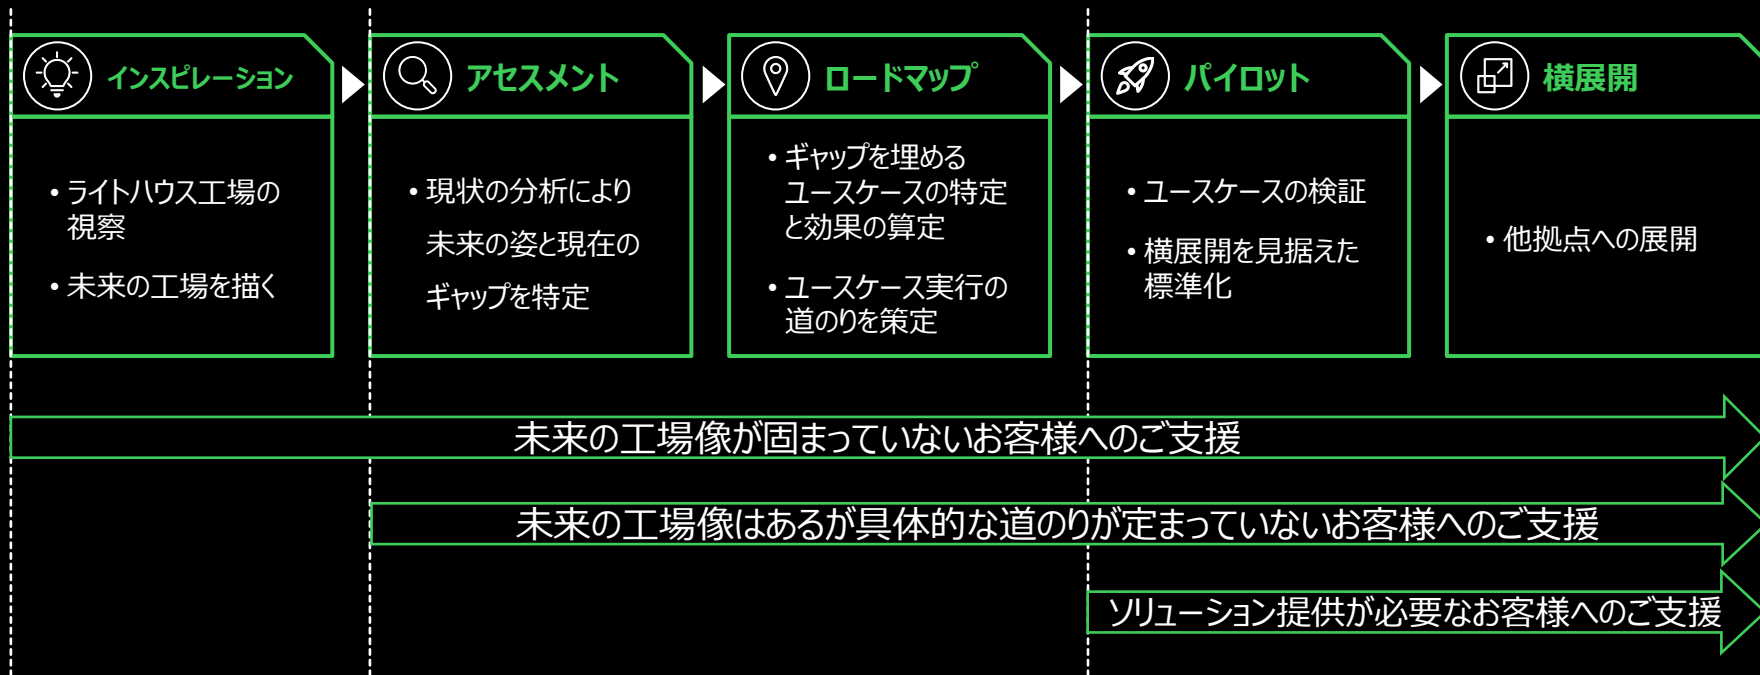 インスピレーション
• ライトハウス工場の
視察
• 未来の工場を描く
アセスメント
• 現状の分析により
未来の姿と現在の
ギャップを特定
ロードマップ
• ギャップを埋める
ユースケースの特定
と効果の算定
• ユースケース実行の
道のりを策定
パイロット
• ユースケースの検証
• 横展開を見据えた
標準化
横展開
• 他拠点への展開
未来の工場像が固まっていないお客様へのご支援
未来の工場像はあるが具体的な道のりが定まっていないお客様へのご支援
ソリューション提供が必要なお客様へのご支援